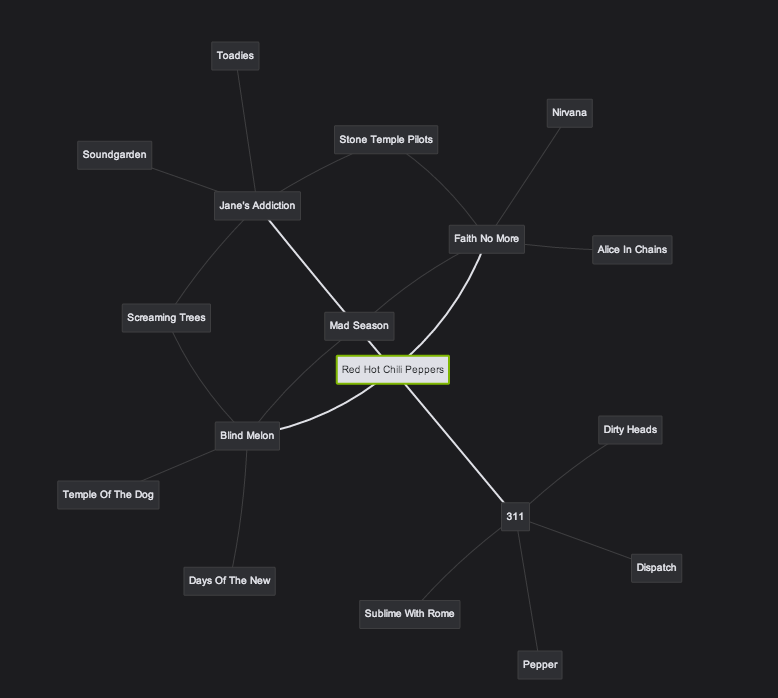 Toadies
Nirvana
Stone Temple Pilots
Soundgarden
Jane's Addiction
Faith No More
Alice In Chains
Screaming Trees
Mad Season
Red Hot Chili Peppers
Dirty Heads
Blind Melon
Temple Of The Dog
311
Dispatch
Days Of The New
Sublime With Rome
Pepper